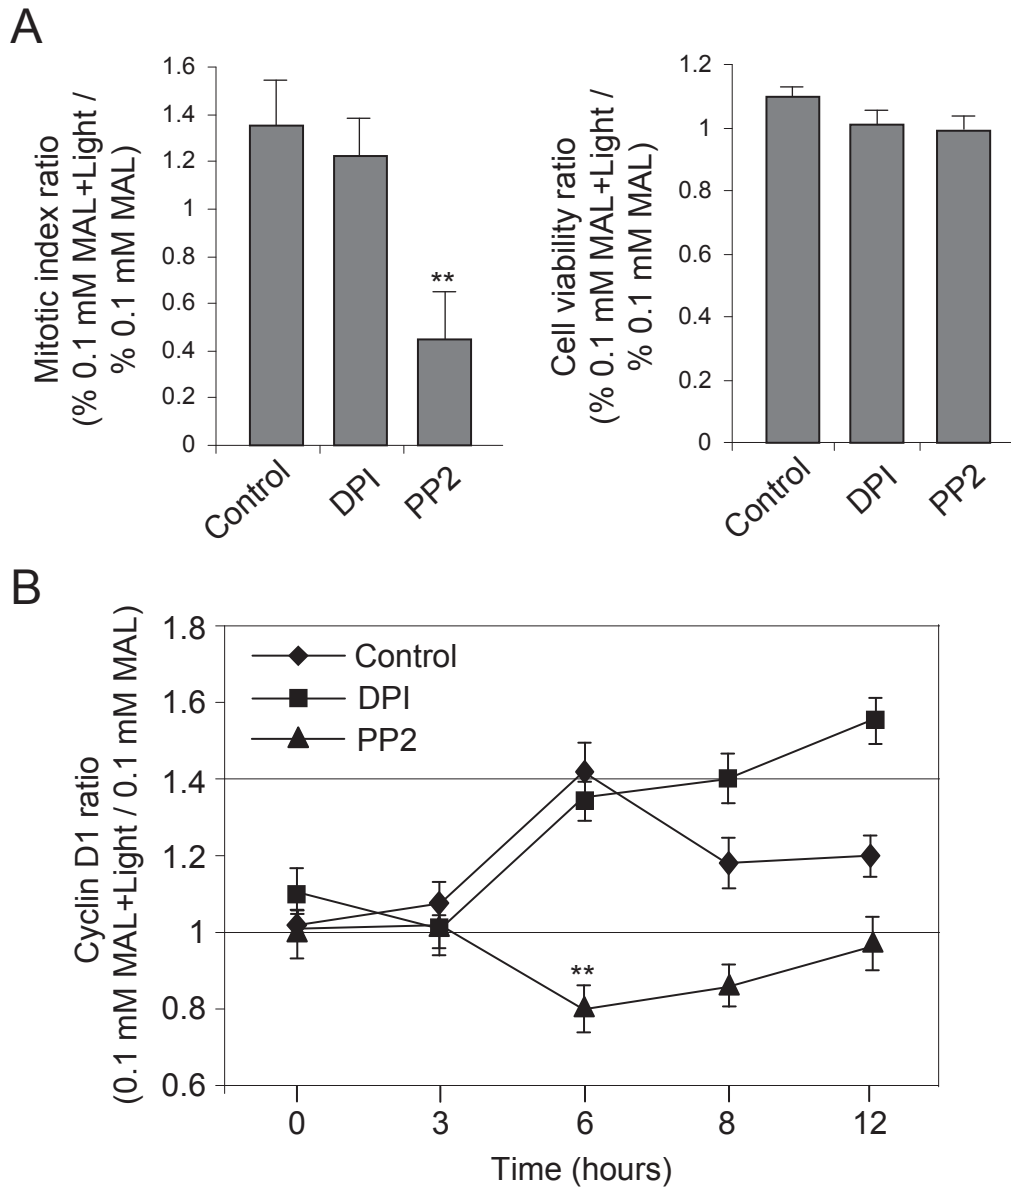 A
Mitotic index ratio
(% 0.1 mM MAL+Light /
% 0.1 mM MAL)
1.6
1.4
1.2
1
0.8
0.6
0.4
0.2
0
**
Control
DPI
PP2
Cell viability ratio
(% 0.1 mM MAL+Light /
% 0.1 mM MAL)
1.2
1
0.8
0.6
0.4
0.2
0
Control
DPI
PP2
B
Cyclin D1 ratio
(0.1 mM MAL+Light / 0.1 mM MAL)
1.8
1.6
1.4
1.2
1
0.8
0.6
Control
DPI
PP2
**
0 3 6 8 12
Time (hours)